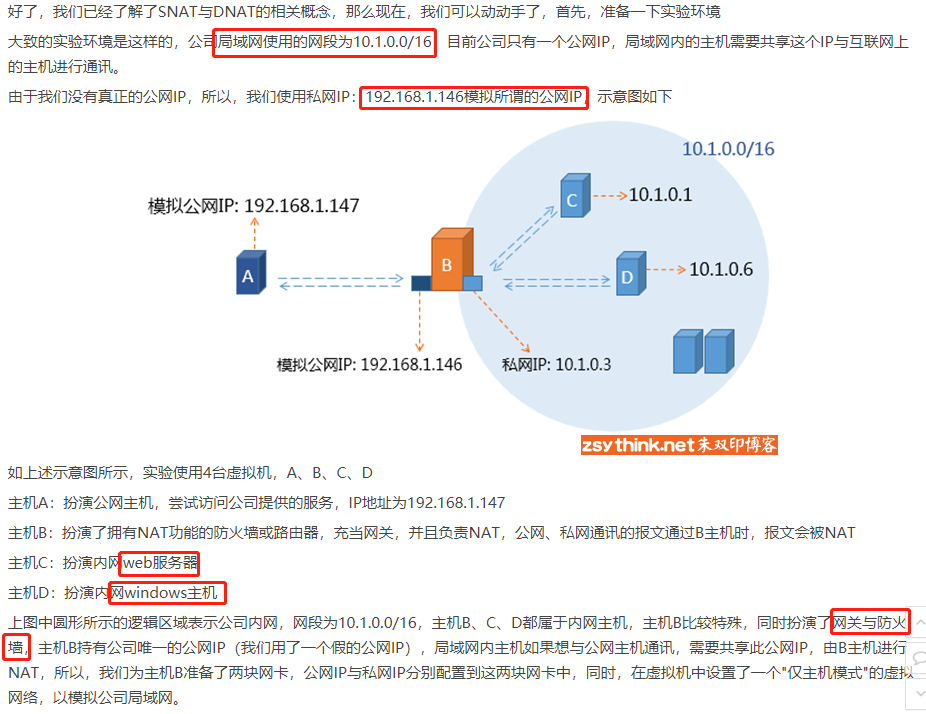 好了，我们已经了解了SNAT与DNAT的相关概念，那么现在，我们可以动动手了，首先，准备一下实验环境
大致的实验环境是这样的，公司局域网使用的网段为10.1.0.0/16 目前公司只有一个公网IP，局域网内的主机需要共享这个IP与互联网上
的主机进行通讯。
由于我们没有真正的公网IP，所以，我们使用私网IP：192.168.1.146模拟所谓的公网IP，示意图如下
10.1.0.0/16
C
10.1.0.1
模拟公网IP: 192.168.1.147
A
B
D
10.1.0.6
模拟公网IP: 192.168.1.146
私网IP: 10.1.0.3
zsythink.net朱双印博客
如上述示意图所示，实验使用4台虚拟机，A、B、C、D
主机A：扮演公网主机，尝试访问公司提供的服务，IP地址为192.168.1.147
主机B：扮演了拥有NAT功能的防火墙或路由器，充当网关，并且负责NAT，公网、私网通讯的报文通过B主机时，报文会被NAT
主机C：扮演内网web服务器
主机D：扮演内网windows主机
上图中圆形所示的逻辑区域表示公司内网，网段为10.1.0.0/16，主机B、C、D都属于内网主机，主机B比较特殊，同时扮演了网关与防火
墙，主机B持有公司唯一的公网IP（我们用了一个假的公网IP），局域网内主机如果想与公网主机通讯，需要共享此公网IP，由B主机进行
NAT，所以，我们为主机B准备了两块网卡，公网IP与私网IP分别配置到这两块网卡中，同时，在虚拟机中设置了一个"仅主机模式"的虚拟
网络，以模拟公司局域网。